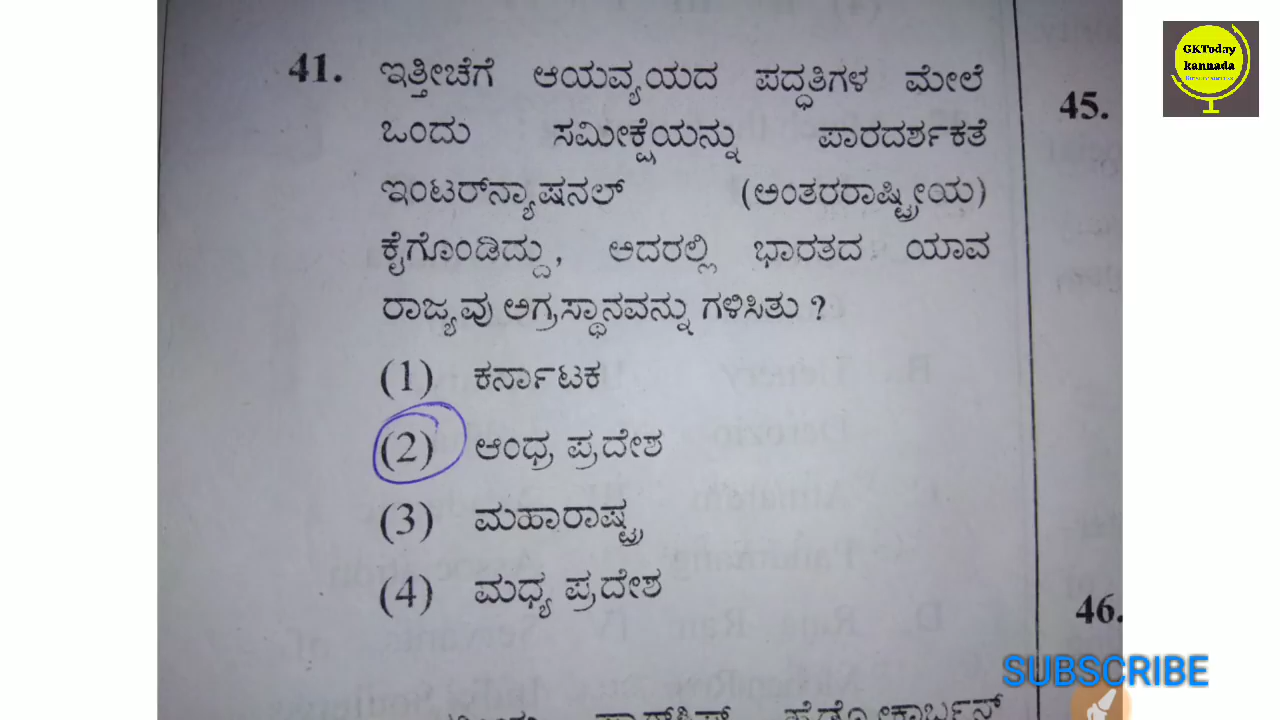 GKToday
kannada
41. ಇತ್ತೀಚೆಗೆ ಆಯವ್ಯಯದ ಪದ್ಧತಿಗಳ ಮೇಲೆ
ಒಂದು ಸಮೀಕ್ಷೆಯನ್ನು ಪಾರದರ್ಶಕತೆ
ಇಂಟರ್‌ನ್ಯಾಷನಲ್ (ಅಂತರರಾಷ್ಟ್ರೀಯ)
ಕೈಗೊಂಡಿದ್ದು, ಅದರಲ್ಲಿ ಭಾರತದ ಯಾವ
ರಾಜ್ಯವು ಅಗ್ರಸ್ಥಾನವನ್ನು ಗಳಿಸಿತು ?
(1) ಕರ್ನಾಟಕ
(2) ಆಂಧ್ರ ಪ್ರದೇಶ
(3) ಮಹಾರಾಷ್ಟ್ರ
(4) ಮಧ್ಯ ಪ್ರದೇಶ
45.
46.
SUBSCRIBE